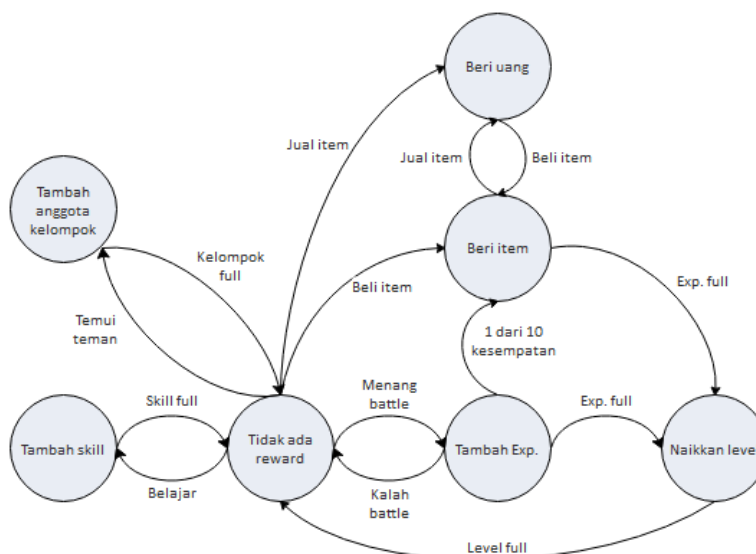 Beri uang
Jual item
Jual item
Beli item
Tambah
anggota
kelompok
Kelompok
full
Beri item
Beli item
Exp. full
Temui
teman
1 dari 10
kesempatan
Skill full
Menang
battle
Exp. full
Tambah skill
Tidak ada
reward
Tambah Exp.
Naikkan level
Belajar
Kalah
battle
Level full